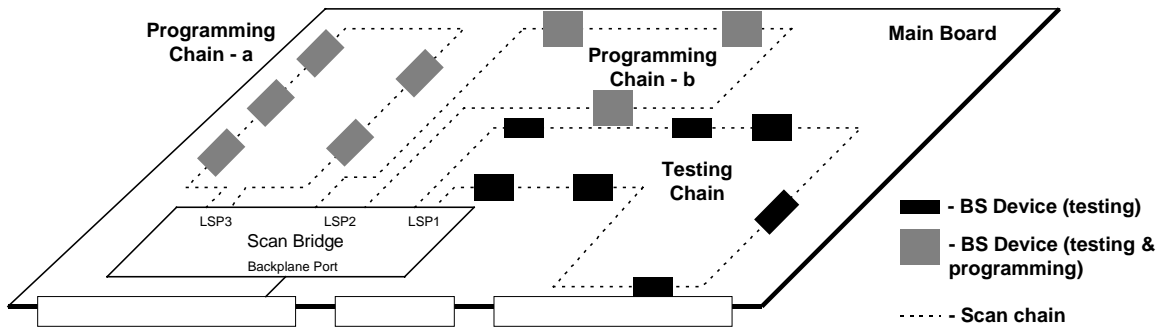 Programming
Chain - a
Programming
Chain - b
Main Board
Testing
Chain
LSP3
LSP2
LSP1
Scan Bridge
Backplane Port
- BS Device (testing)
- BS Device (testing &
programming)
- Scan chain